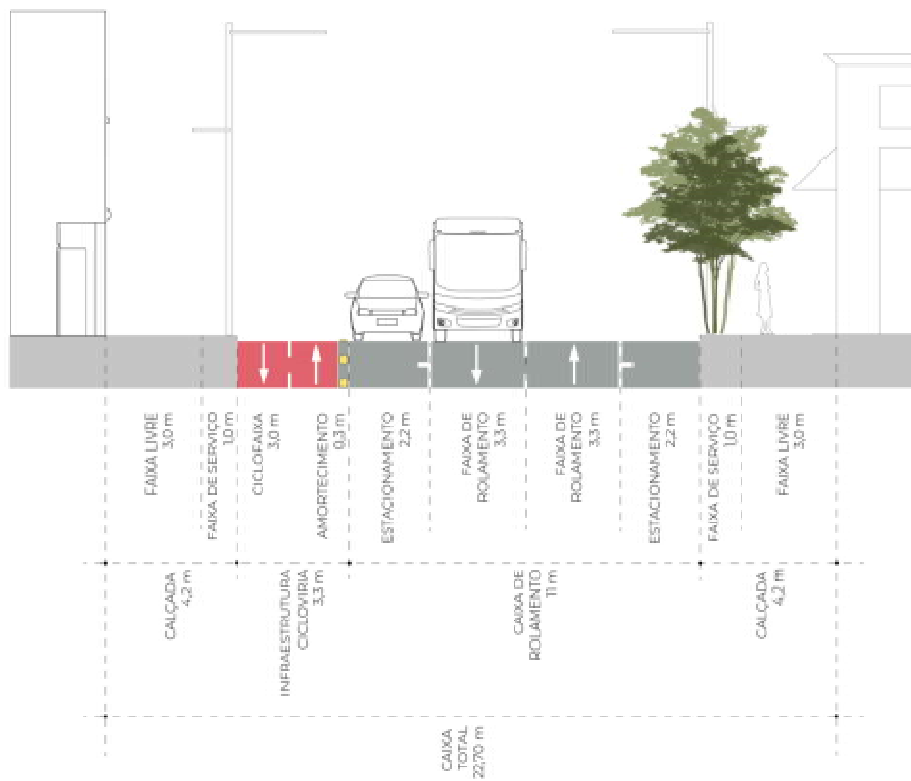 FAIXA LIVRE
3,0 m
FAIXA DE SERVIÇO
1,0 m
CICLOFAIXA
3,0 m
AMORTECIMENTO
0,3 m
ESTACIONAMENTO
2,2 m
FAIXA DE
ROLAMENTO
3,3 m
FAIXA DE
ROLAMENTO
3,3 m
ESTACIONAMENTO
2,2 m
FAIXA DE SERVIÇO
1,0 m
FAIXA LIVRE
3,0 m
CALÇADA
4,2 m
INFRAESTRUTURA
CICLOVIRIA
3,3 m
CAIXA DE
ROLAMENTO
11 m
CALÇADA
4,2 m
CAIXA
TOTAL
22,70 m